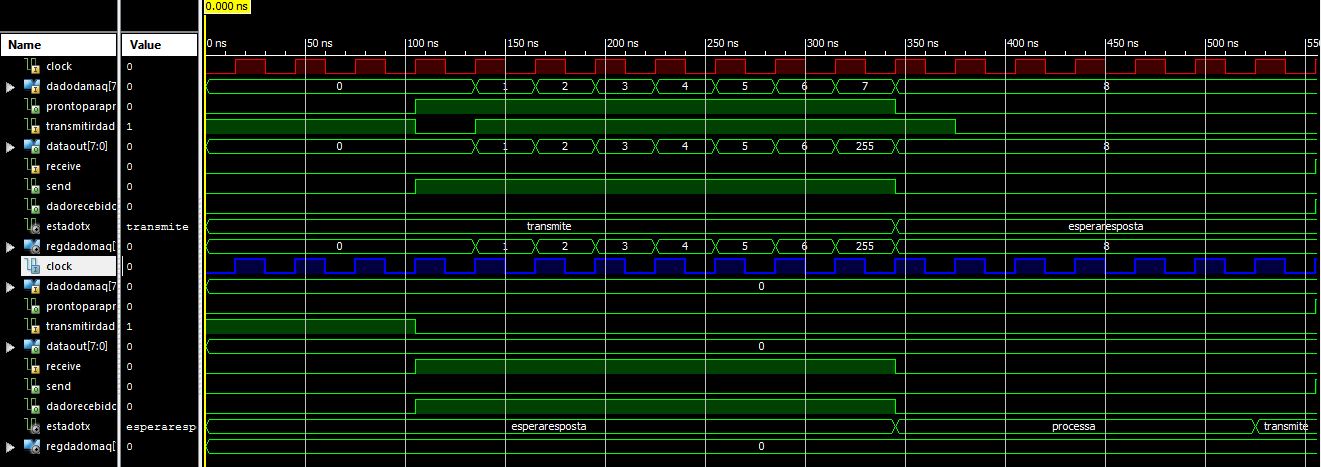 0.000 ns
Name Value 0 ns 50 ns 100 ns 150 ns 200 ns 250 ns 300 ns 350 ns 400 ns 450 ns 500 ns 55
clock 0
dadodamaq[7 0 0 1 2 3 4 5 6 7 8
prontoparapr 0
transmitirdad 1
dataout[7:0] 0 0 1 2 3 4 5 6 255 8
receive 0
send 0
dadorecebido 0
estadotx transmite transmite esperaresposta
regdadomaq[ 0 0 1 2 3 4 5 6 255 8
clock 0
dadodamaq[7 0 0
prontoparapr 0
transmitirdad 1
dataout[7:0] 0 0
receive 0
send 0
dadorecebido 0
estadotx esperaresp esperaresposta processa transmite
regdadomaq[ 0 0